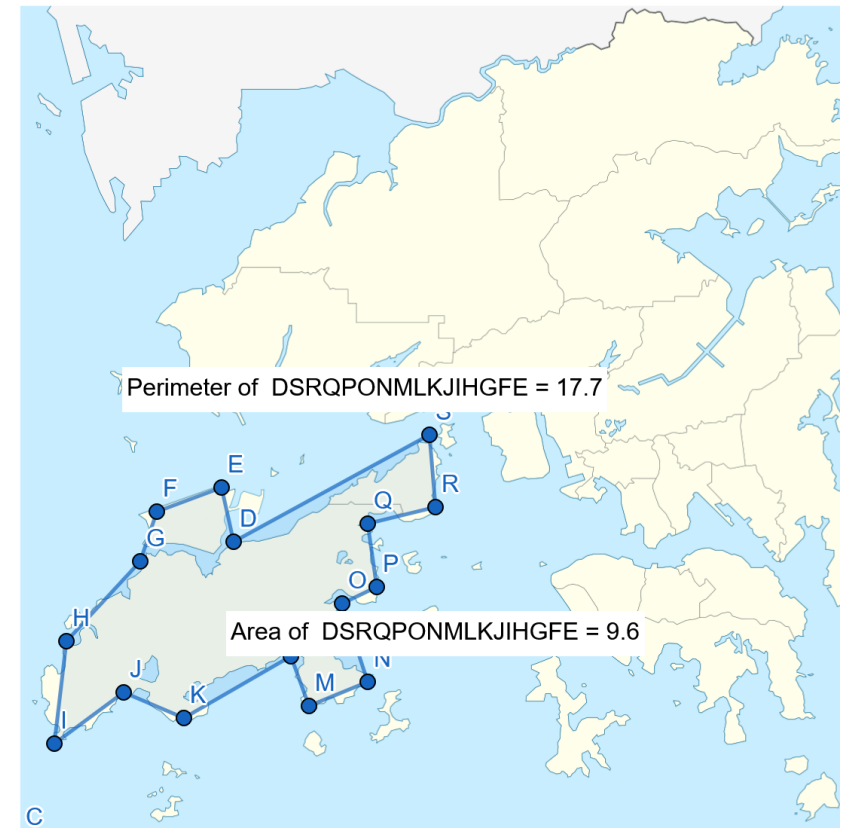 Perimeter of DSRQPONMLKJIHGFE = 17.7
S
E
F
R
Q
D
G
P
O
H
Area of DSRQPONMLKJIHGFE = 9.6
N
J
M
K
I
C